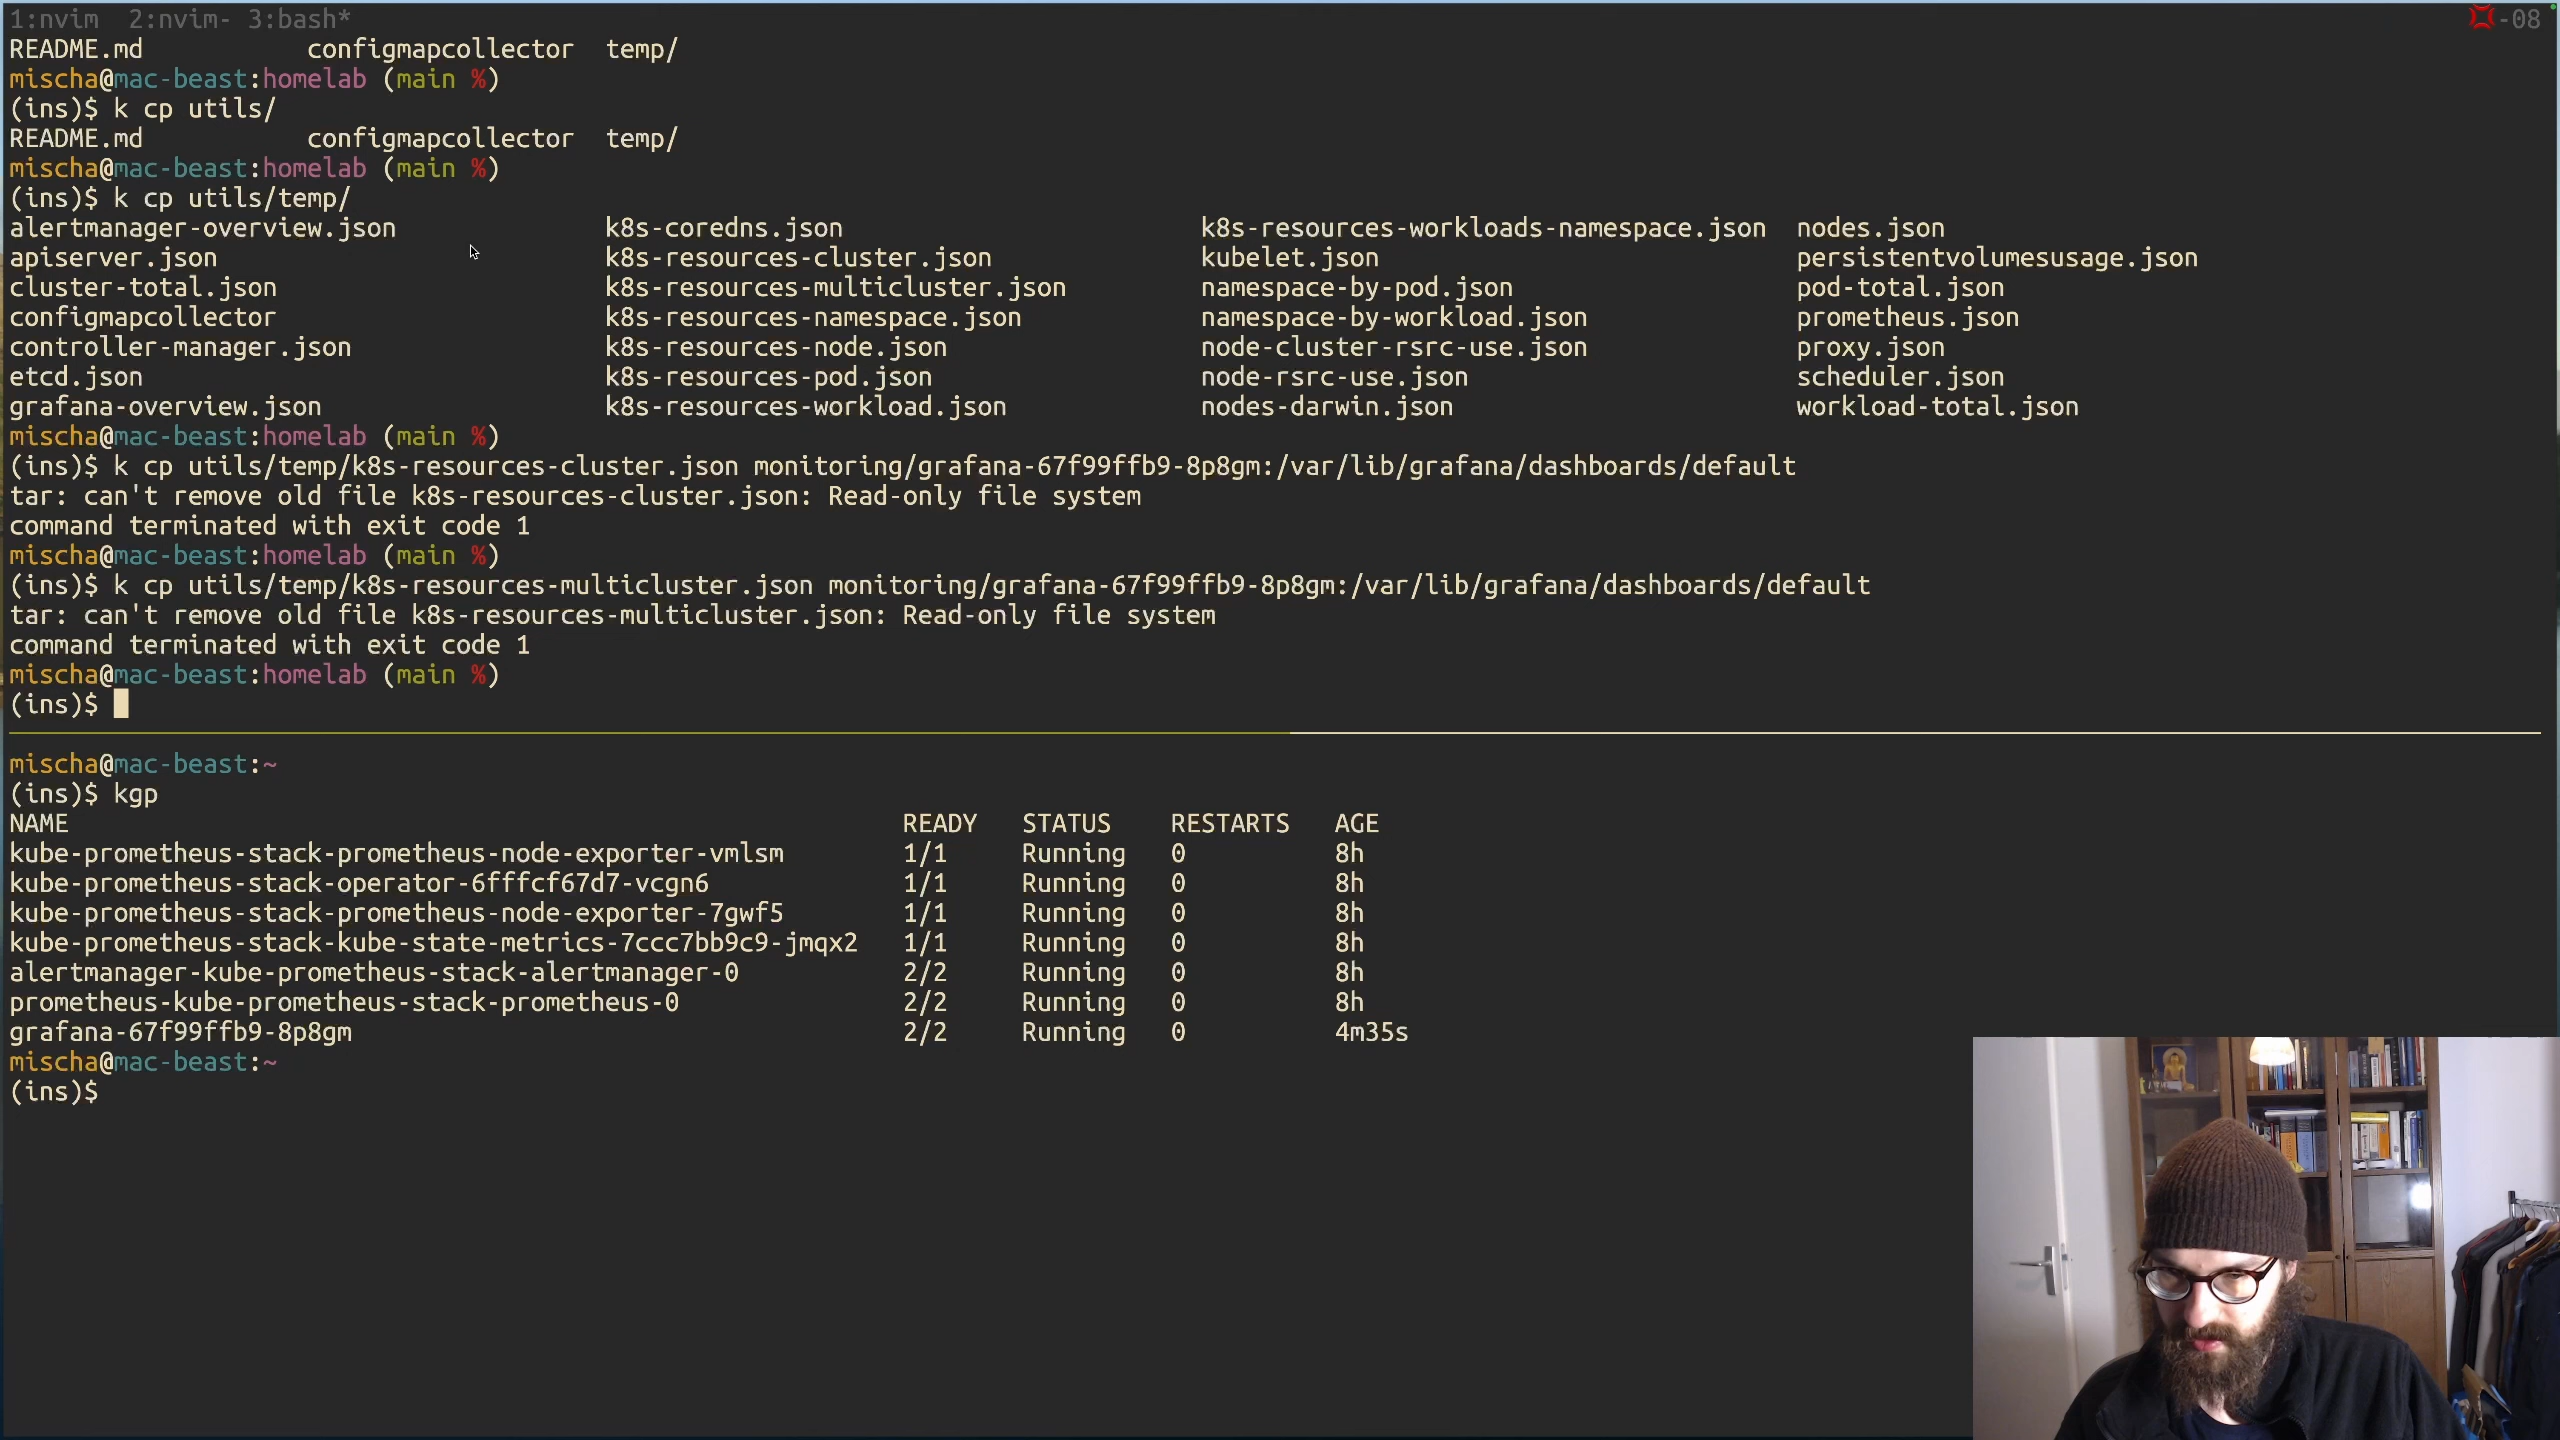 1:nvim  2:nvim- 3:bash*
-08
README.md           configmapcollector  temp/
mischa@mac-beast:homelab (main %)
(ins)$ k cp utils/
README.md           configmapcollector  temp/
mischa@mac-beast:homelab (main %)
(ins)$ k cp utils/temp/
alertmanager-overview.json  k8s-coredns.json  k8s-resources-workloads-namespace.json  nodes.json
apiserver.json  k8s-resources-cluster.json  kubelet.json  persistentvolumesusage.json
cluster-total.json  k8s-resources-multicluster.json  namespace-by-pod.json  pod-total.json
configmapcollector  k8s-resources-namespace.json  namespace-by-workload.json  prometheus.json
controller-manager.json  k8s-resources-node.json  node-cluster-rsrc-use.json  proxy.json
etcd.json  k8s-resources-pod.json  node-rsrc-use.json  scheduler.json
grafana-overview.json  k8s-resources-workload.json  nodes-darwin.json  workload-total.json
mischa@mac-beast:homelab (main %)
(ins)$ k cp utils/temp/k8s-resources-cluster.json monitoring/grafana-67f99ffb9-8p8gm:/var/lib/grafana/dashboards/default
tar: can't remove old file k8s-resources-cluster.json: Read-only file system
command terminated with exit code 1
mischa@mac-beast:homelab (main %)
(ins)$ k cp utils/temp/k8s-resources-multicluster.json monitoring/grafana-67f99ffb9-8p8gm:/var/lib/grafana/dashboards/default
tar: can't remove old file k8s-resources-multicluster.json: Read-only file system
command terminated with exit code 1
mischa@mac-beast:homelab (main %)
(ins)$
mischa@mac-beast:~
(ins)$ kgp
NAME  READY  STATUS  RESTARTS  AGE
kube-prometheus-stack-prometheus-node-exporter-vmlsm  1/1  Running  0  8h
kube-prometheus-stack-operator-6fffcf67d7-vcgn6  1/1  Running  0  8h
kube-prometheus-stack-prometheus-node-exporter-7gwf5  1/1  Running  0  8h
kube-prometheus-stack-kube-state-metrics-7ccc7bb9c9-jmqx2  1/1  Running  0  8h
alertmanager-kube-prometheus-stack-alertmanager-0  2/2  Running  0  8h
prometheus-kube-prometheus-stack-prometheus-0  2/2  Running  0  8h
grafana-67f99ffb9-8p8gm  2/2  Running  0  4m35s
mischa@mac-beast:~
(ins)$